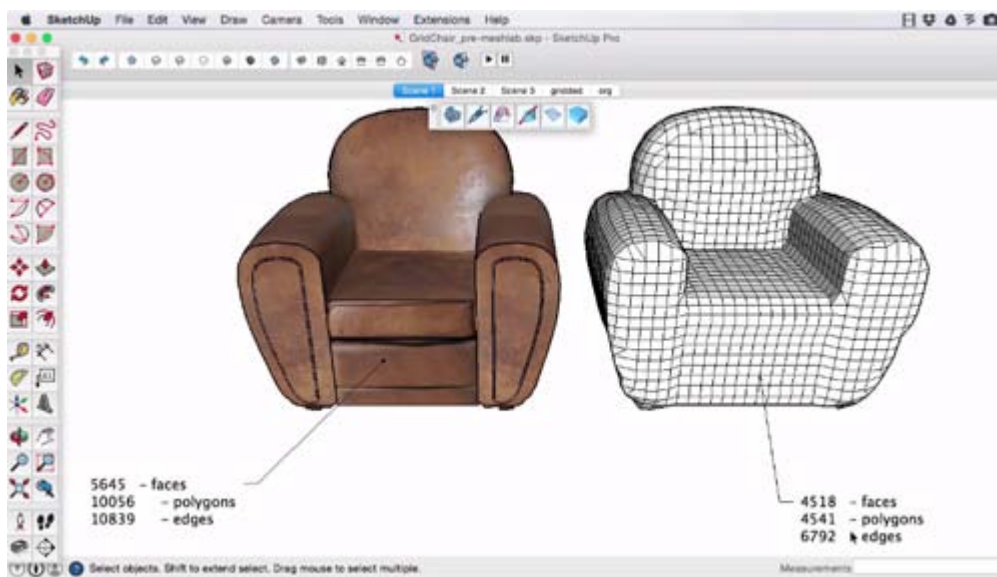 SketchUp File Edit View Draw Camera Tools Window Extensions Help
GridChair_pre-meshlab.skp - SketchUp Pro
Scene 1 Scene 2 Scene 3 gridded org
5645 - faces
10056 - polygons
10839 - edges
4518 - faces
4541 - polygons
6792 edges
Select objects. Shift to extend select. Drag mouse to select multiple.
Measurements